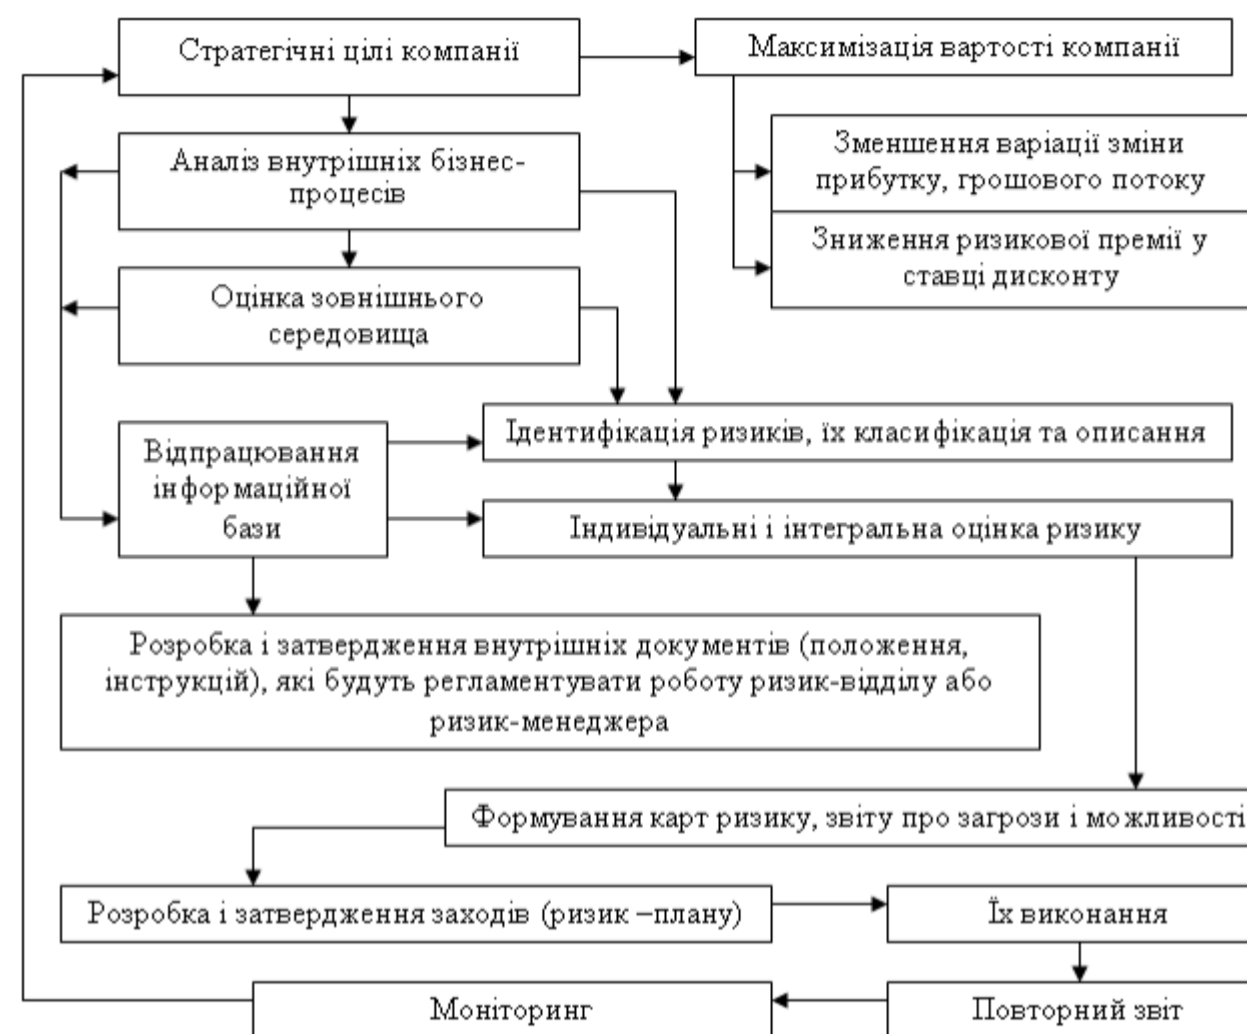 Стратегічні цілі компанії
Максимізація вартості компанії
Зменшення варіації зміни
прибутку, грошового потоку
Зниження ризикової премії у
ставці дисконту
Аналіз внутрішніх бізнес-
процесів
Оцінка зовнішнього
середовища
Відпрацювання
інформаційної
бази
Ідентифікація ризиків, їх класифікація та описання
Індивідуальні і інтегральна оцінка ризику
Розробка і затвердження внутрішніх документів (положення,
інструкцій), які будуть регламентувати роботу ризик-відділу або
ризик-менеджера
Формування карт ризику, звіту про загрози і можливості
Розробка і затвердження заходів (ризик –плану)
Їх виконання
Моніторинг
Повторний звіт